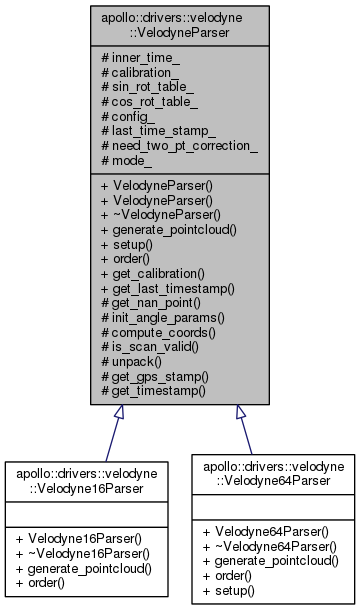 apollo::drivers::velodyne
::VelodyneParser
# inner_time_
# calibration_
# sin_rot_table_
# cos_rot_table_
# config_
# last_time_stamp_
# need_two_pt_correction_
# mode_
+ VelodyneParser()
+ VelodyneParser()
+ ~VelodyneParser()
+ generate_pointcloud()
+ setup()
+ order()
+ get_calibration()
+ get_last_timestamp()
# get_nan_point()
# init_angle_params()
# compute_coords()
# is_scan_valid()
# unpack()
# get_gps_stamp()
# get_timestamp()
apollo::drivers::velodyne
::Velodyne16Parser
+ Velodyne16Parser()
+ ~Velodyne16Parser()
+ generate_pointcloud()
+ order()
apollo::drivers::velodyne
::Velodyne64Parser
+ Velodyne64Parser()
+ ~Velodyne64Parser()
+ generate_pointcloud()
+ order()
+ setup()